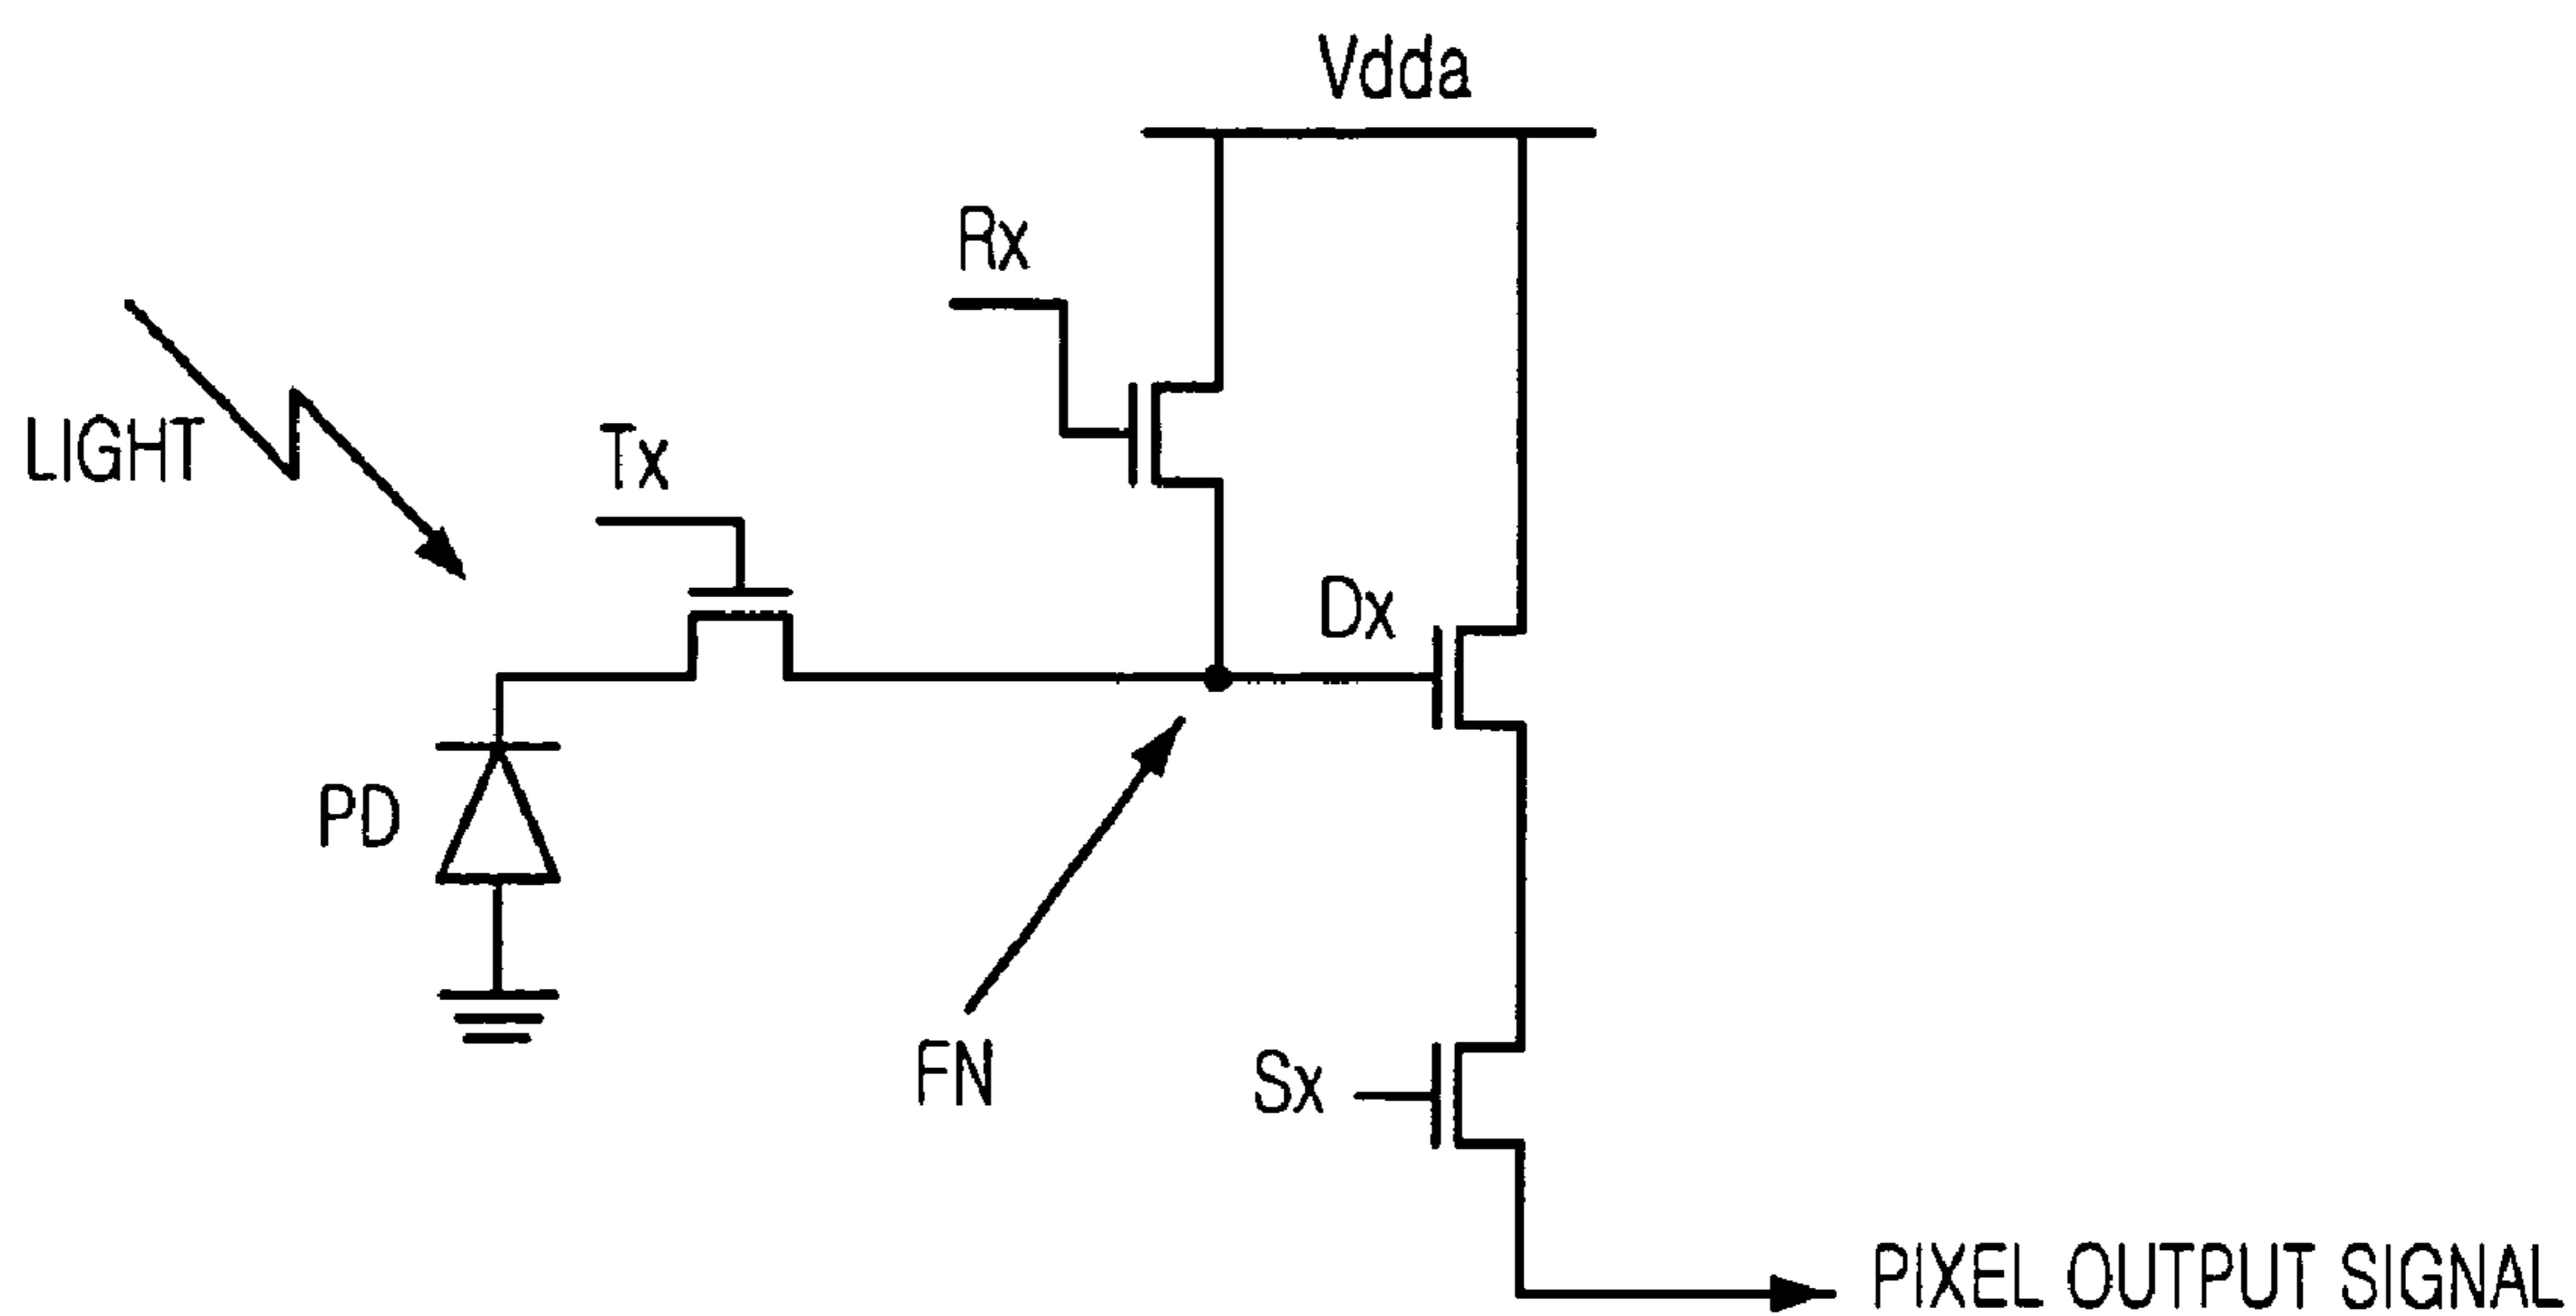 Vdda
Rx
LIGHT
Tx
Dx
PD
FN
Sx
PIXEL OUTPUT SIGNAL